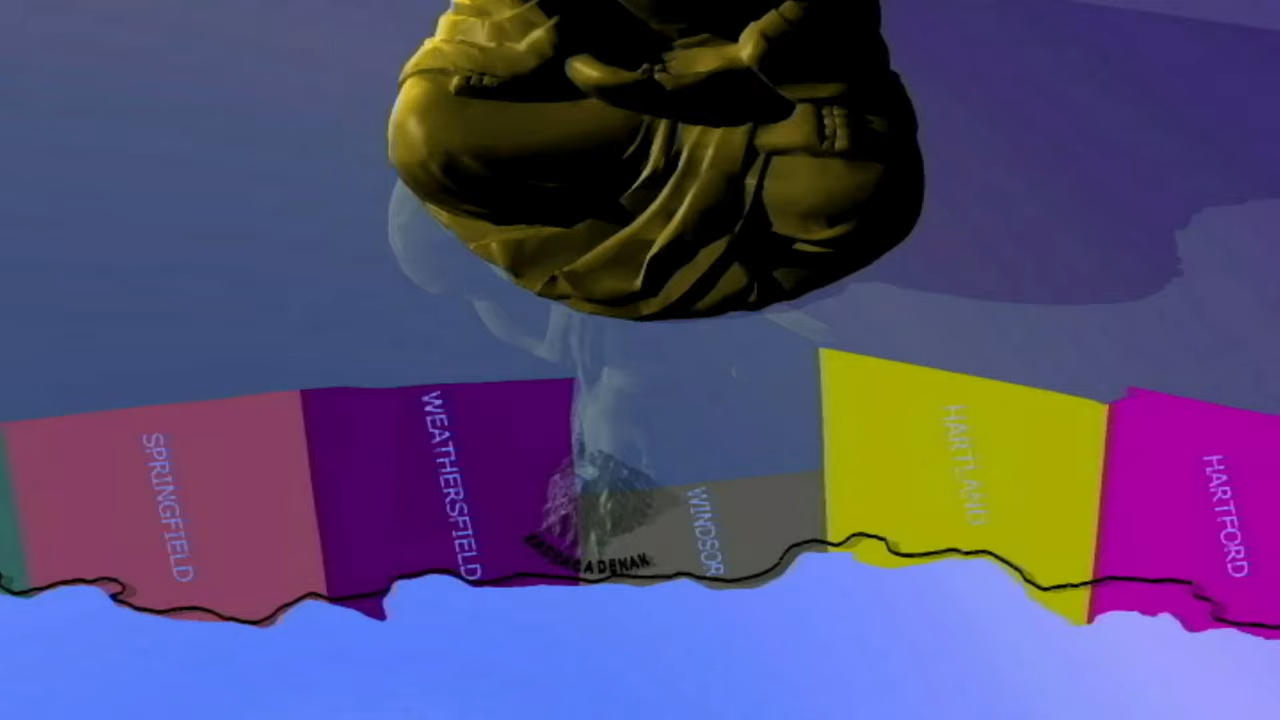 SPRINGFIELD
WEATHERSFIELD
WINDSOR
HARTLAND
HARTFORD